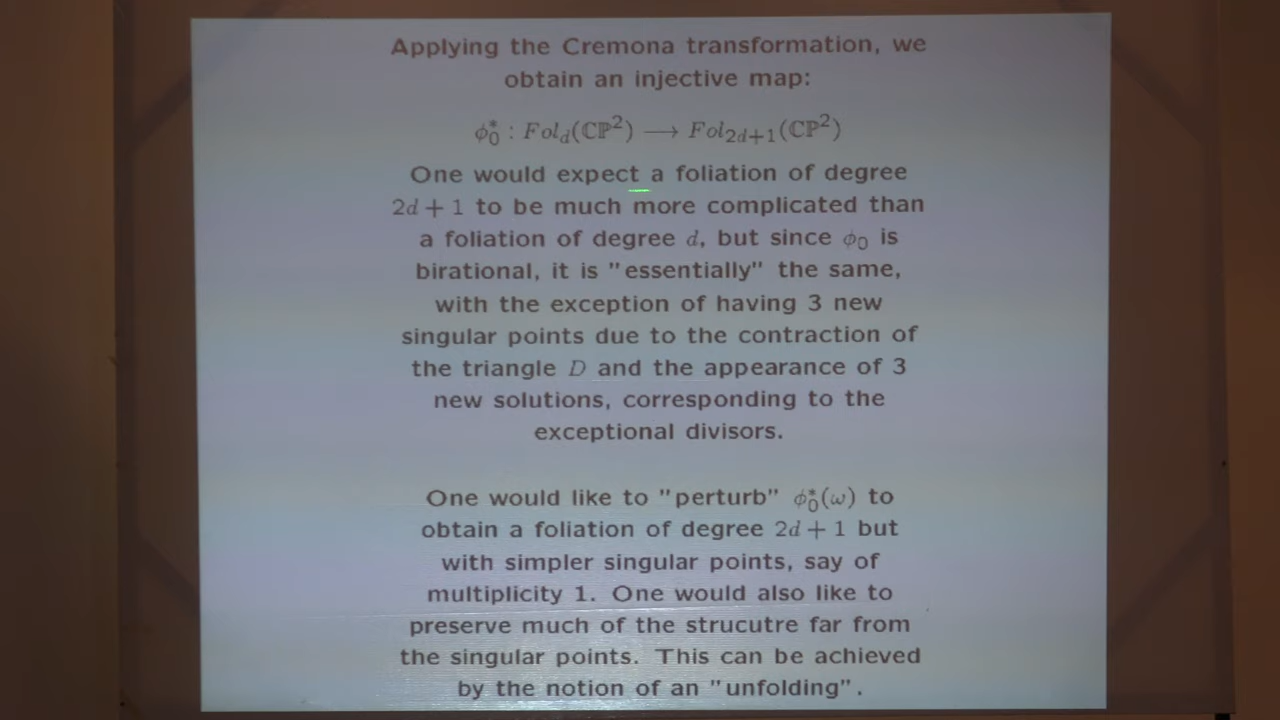 Applying the Cremona transformation, we
obtain an injective map:
ϕ₀* : Fol_d(ℂℙ²) ⟶ Fol_{2d+1}(ℂℙ²)
One would expect a foliation of degree
2d + 1 to be much more complicated than
a foliation of degree d, but since ϕ₀ is
birational, it is "essentially" the same,
with the exception of having 3 new
singular points due to the contraction of
the triangle D and the appearance of 3
new solutions, corresponding to the
exceptional divisors.
One would like to "perturb" ϕ₀*(ω) to
obtain a foliation of degree 2d + 1 but
with simpler singular points, say of
multiplicity 1. One would also like to
preserve much of the strucutre far from
the singular points. This can be achieved
by the notion of an "unfolding".